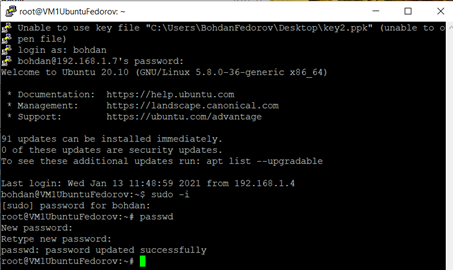 root@VM1UbuntuFedorov: ~
Unable to use key file "C:\Users\BohdanFedorov\Desktop\key2.ppk" (unable to o
pen file)
login as: bohdan
bohdan@192.168.1.7's password:
Welcome to Ubuntu 20.10 (GNU/Linux 5.8.0-36-generic x86_64)
* Documentation:  https://help.ubuntu.com
* Management:     https://landscape.canonical.com
* Support:        https://ubuntu.com/advantage
91 updates can be installed immediately.
0 of these updates are security updates.
To see these additional updates run: apt list --upgradable
Last login: Wed Jan 13 11:48:59 2021 from 192.168.1.4
bohdan@VM1UbuntuFedorov:~$ sudo -i
[sudo] password for bohdan:
root@VM1UbuntuFedorov:~# passwd
New password:
Retype new password:
passwd: password updated successfully
root@VM1UbuntuFedorov:~#